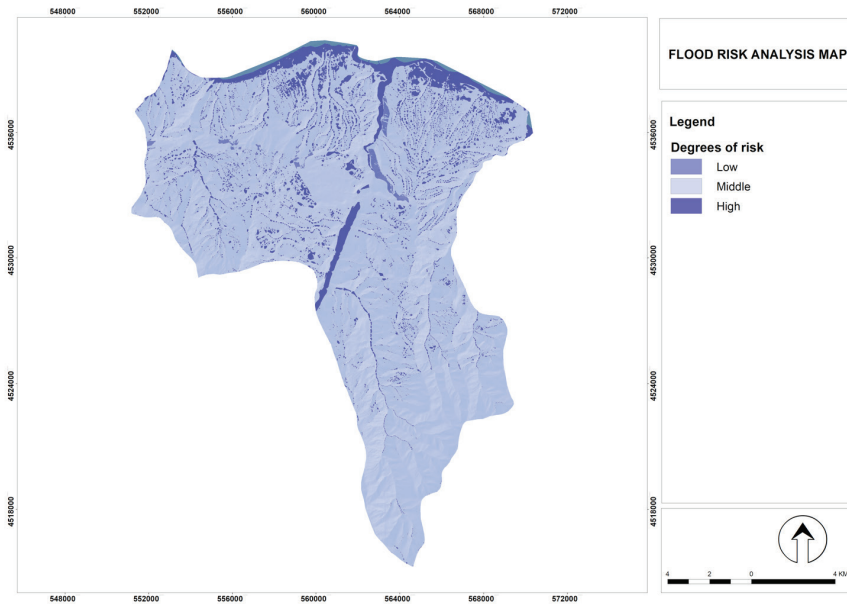 548000 552000 556000 560000 564000 568000 572000
FLOOD RISK ANALYSIS MAP
Legend
Degrees of risk
Low
Middle
High
4536000 4536000
4530000 4530000
4524000 4524000
4518000 4518000
4 2 0 4 KM
548000 552000 556000 560000 564000 568000 572000